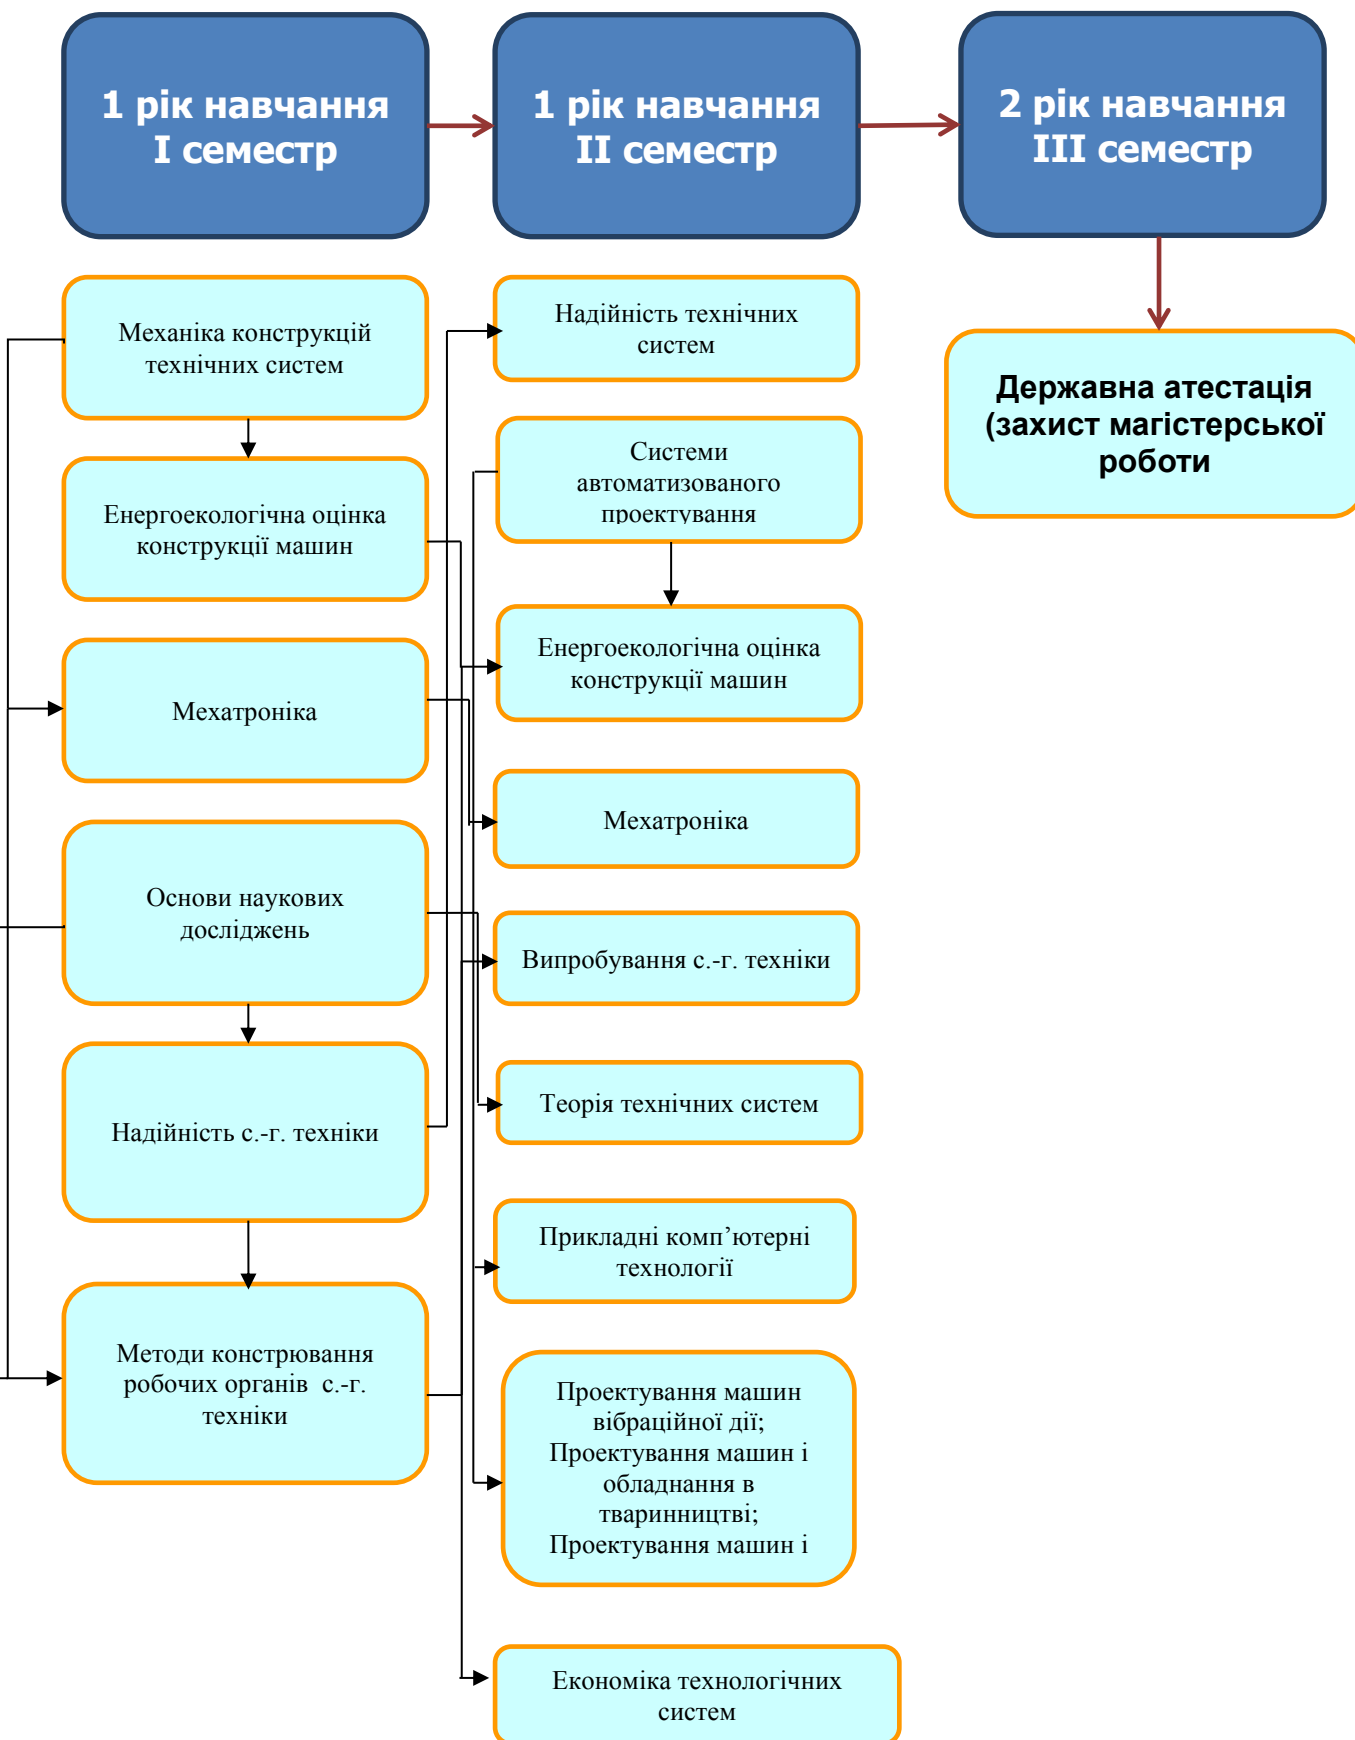 1 рік навчання
I семестр
1 рік навчання
II семестр
2 рік навчання
III семестр
Механіка конструкцій
технічних систем
Енергоекологічна оцінка
конструкції машин
Мехатроніка
Основи наукових
досліджень
Надійність с.-г. техніки
Методи констрювання
робочих органів с.-г.
техніки
Надійність технічних
систем
Системи
автоматизованого
проектування
Енергоекологічна оцінка
конструкції машин
Мехатроніка
Випробування с.-г. техніки
Теорія технічних систем
Прикладні комп’ютерні
технології
Проектування машин
вібраційної дії;
Проектування машин і
обладнання в
тваринництві;
Проектування машин і
Економіка технологічних
систем
Державна атестація
(захист магістерської
роботи